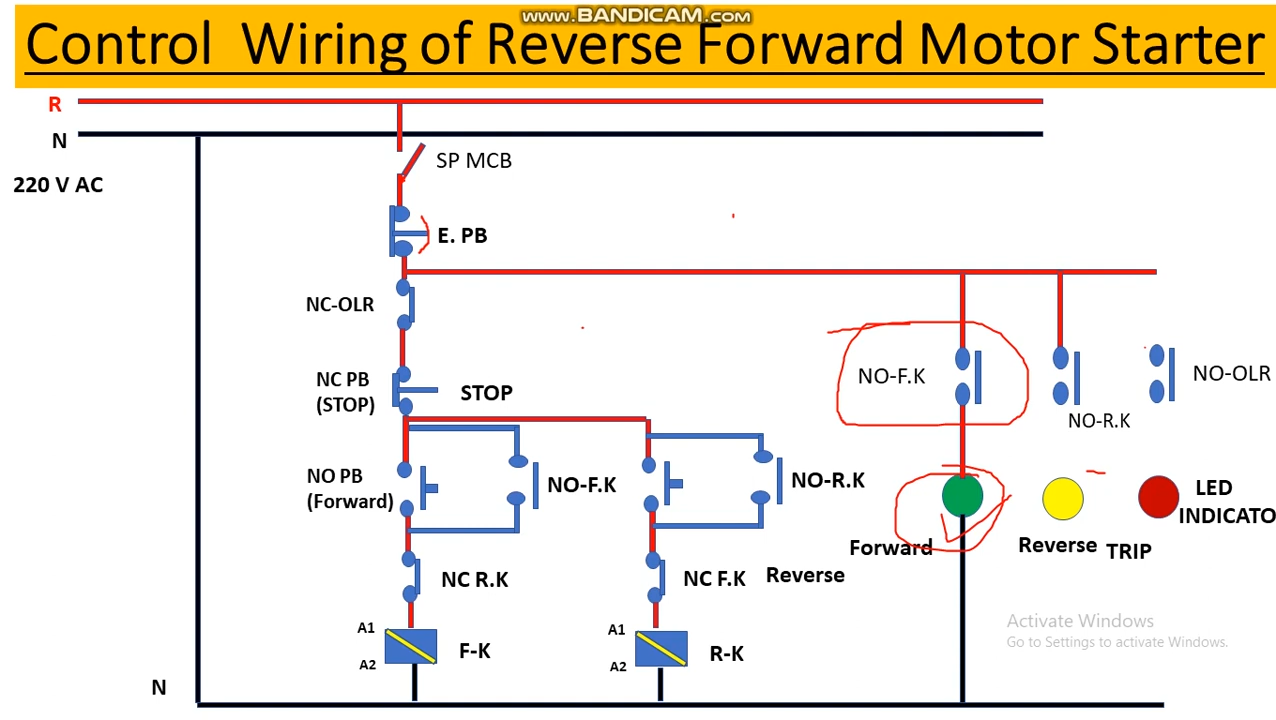 www.BANDICAM.com
Control Wiring of Reverse Forward Motor Starter
R
N
220 V AC
SP MCB
E. PB
NC-OLR
NC PB
(STOP)
STOP
NO-F.K
NO-R.K
NO-OLR
NO PB
(Forward)
NO-F.K
NO-R.K
LED
INDICATO
Forward
Reverse
TRIP
NC R.K
NC F.K
Reverse
A1
A2
F-K
A1
A2
R-K
Activate Windows
Go to Settings to activate Windows.
N